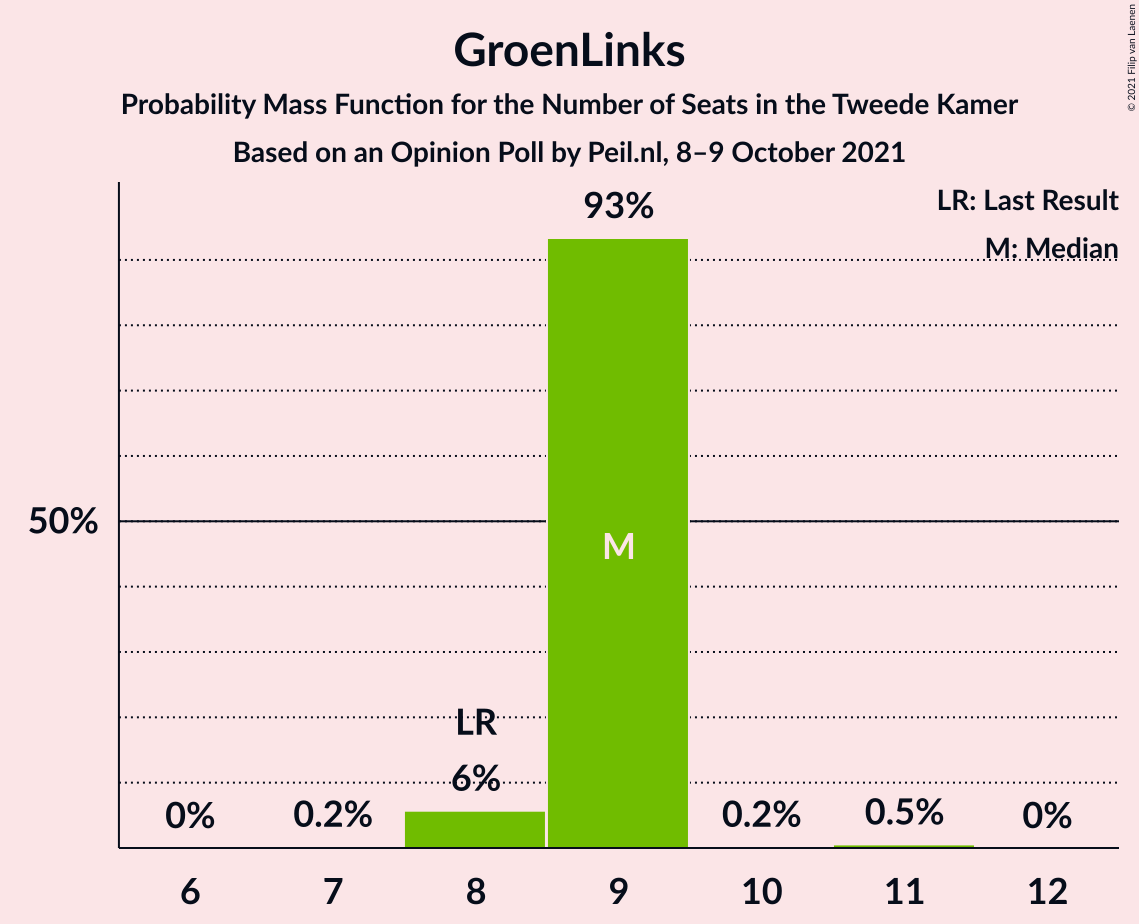 GroenLinks
Probability Mass Function for the Number of Seats in the Tweede Kamer
Based on an Opinion Poll by Peil.nl, 8–9 October 2021
© 2021 Filip van Laenen
LR: Last Result
M: Median
93%
50%
M
LR
6%
0%
0.2%
0.2%
0.5%
0%
6 7 8 9 10 11 12